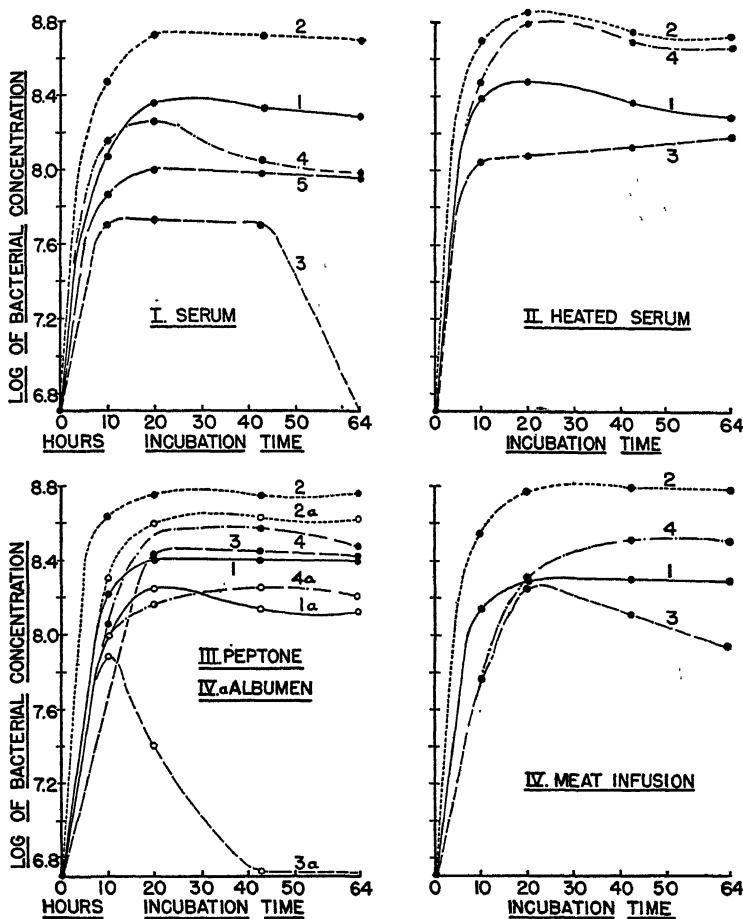 LOG OF BACTERIAL CONCENTRATION
8.8
8.4
8.0
7.6
7.2
6.8
2
1
4
5
3
I. SERUM
0 10 20 30 40 50 64
HOURS INCUBATION TIME
2
4
1
3
II. HEATED SERUM
0 10 20 30 40 50 64
INCUBATION TIME
LOG OF BACTERIAL CONCENTRATION
8.8
8.4
8.0
7.6
7.2
6.8
2
2a
3 4
1
4a
1a
III. PEPTONE
IV.a ALBUMEN
3a
0 10 20 30 40 50 64
HOURS INCUBATION TIME
2
4
1
3
IV. MEAT INFUSION
0 10 20 30 40 50 64
INCUBATION TIME